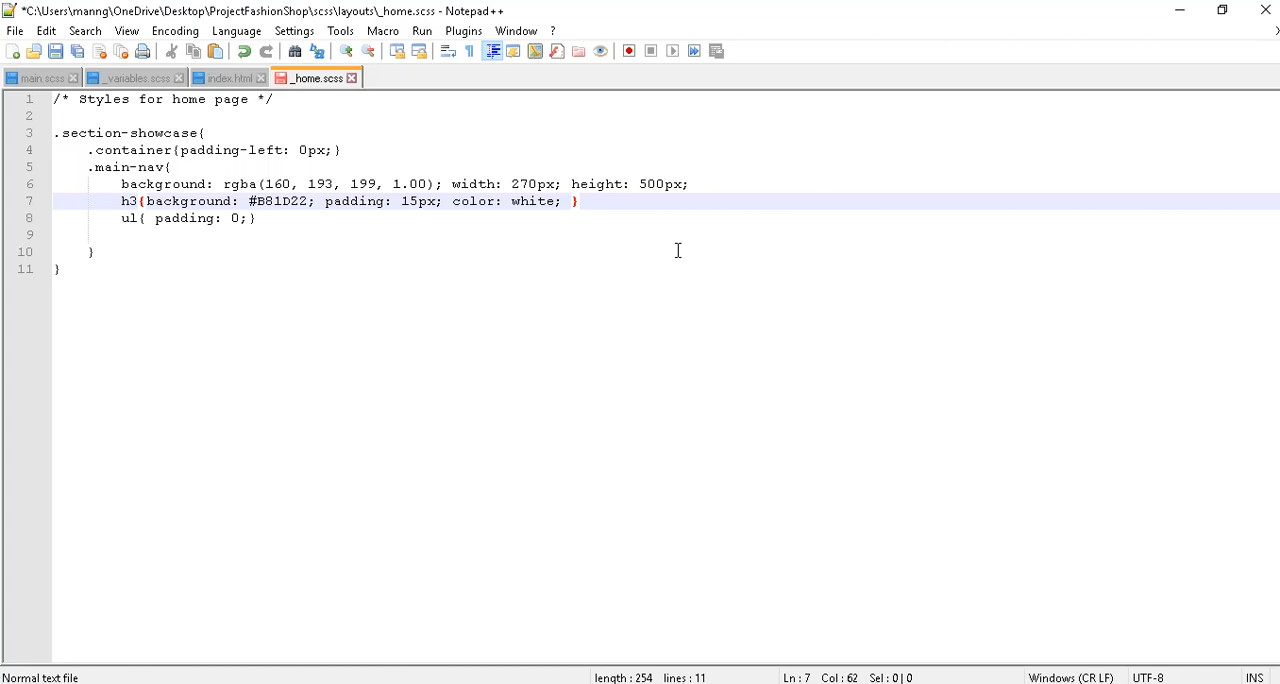 *C:\Users\manng\OneDrive\Desktop\ProjectFashionShop\scss\layouts\_home.scss - Notepad++
File Edit Search View Encoding Language Settings Tools Macro Run Plugins Window ?
main.scss _variables.scss index.html _home.scss
1 /* Styles for home page */
2
3 .section-showcase{
4 .container{padding-left: 0px;}
5 .main-nav{
6 background: rgba(160, 193, 199, 1.00); width: 270px; height: 500px;
7 h3{background: #B81D22; padding: 15px; color: white; }
8 ul{ padding: 0;}
9
10 }
11 }
Normal text file length : 254 lines : 11 Ln : 7 Col : 62 Sel : 0 | 0 Windows (CR LF) UTF-8 INS